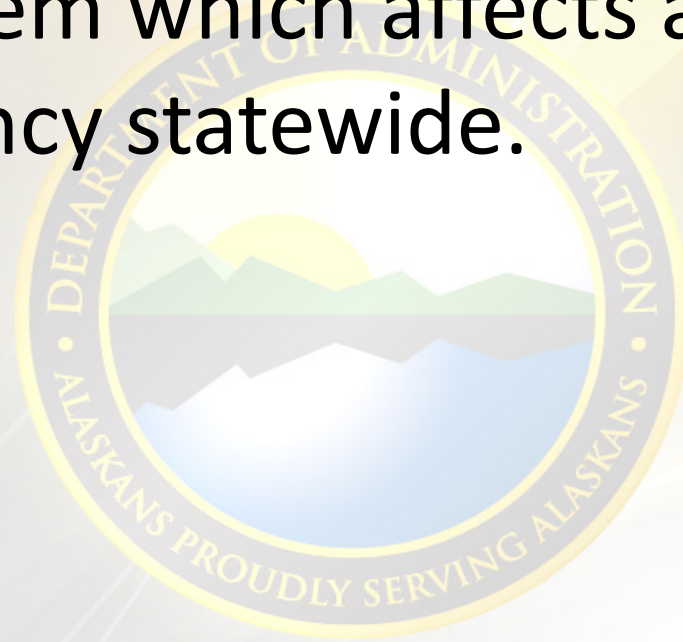 em which affects a
ncy statewide.
DEPARTMENT OF ADMINISTRATION
• ALASKANS PROUDLY SERVING ALASKANS •